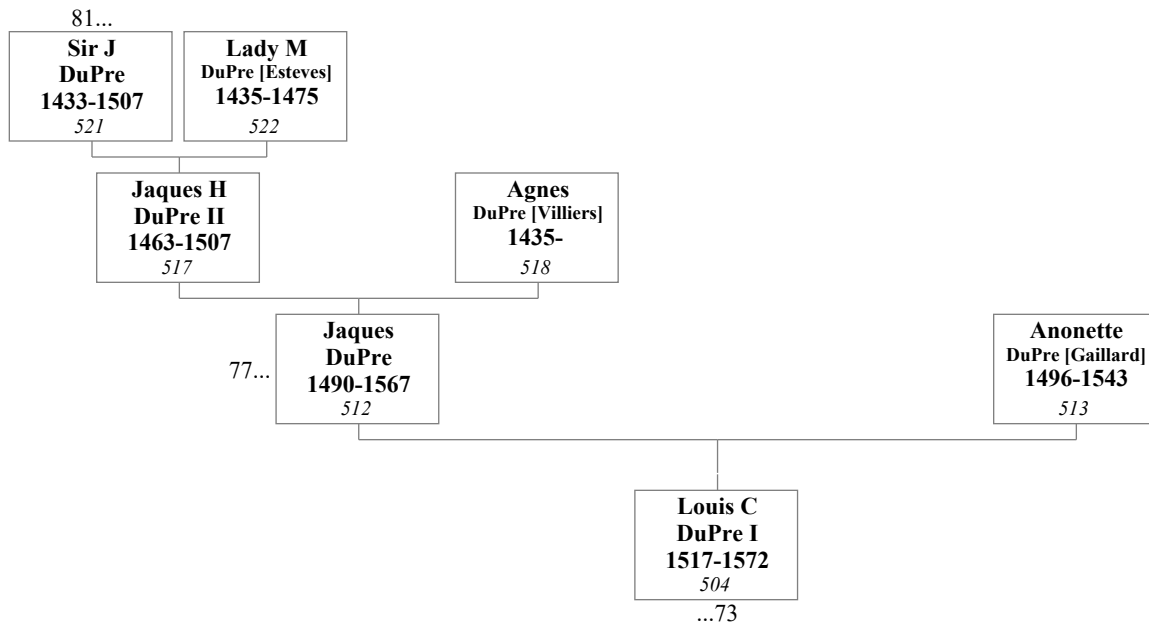 81...
Sir J
DuPre
1433-1507
521
Lady M
DuPre [Esteves]
1435-1475
522
Jaques H
DuPre II
1463-1507
517
Agnes
DuPre [Villiers]
1435-
518
77...
Jaques
DuPre
1490-1567
512
Anonette
DuPre [Gaillard]
1496-1543
513
Louis C
DuPre I
1517-1572
504
...73